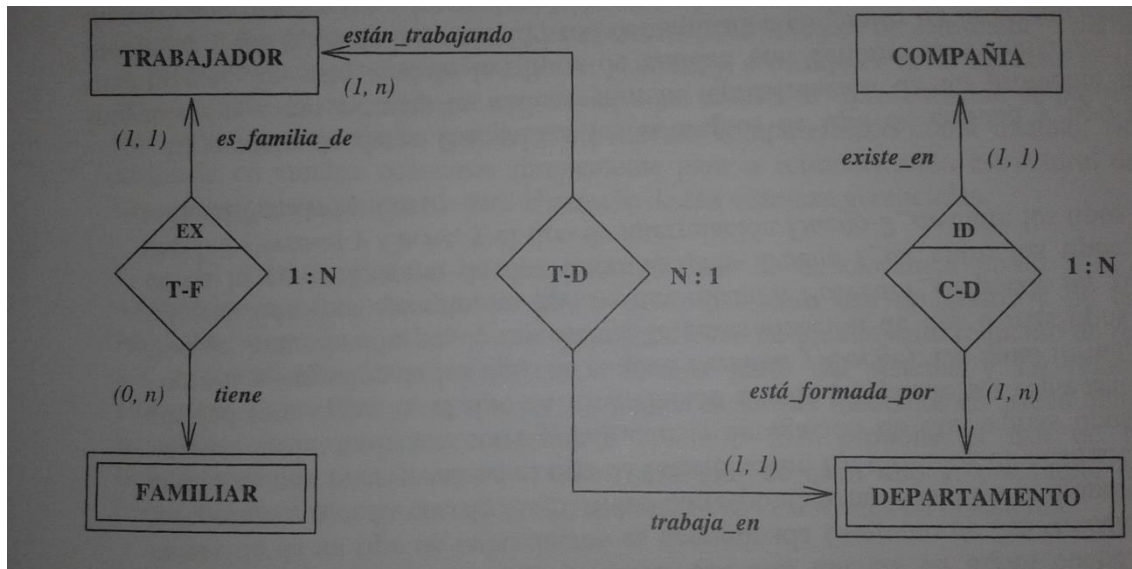 TRABAJADOR
están_trabajando
(1, n)
COMPAÑIA
(1, 1)
es_familia_de
existe_en
(1, 1)
EX
T-F
1 : N
T-D
N : 1
ID
C-D
1 : N
(0, n)
tiene
está_formada_por
(1, n)
FAMILIAR
(1, 1)
trabaja_en
DEPARTAMENTO